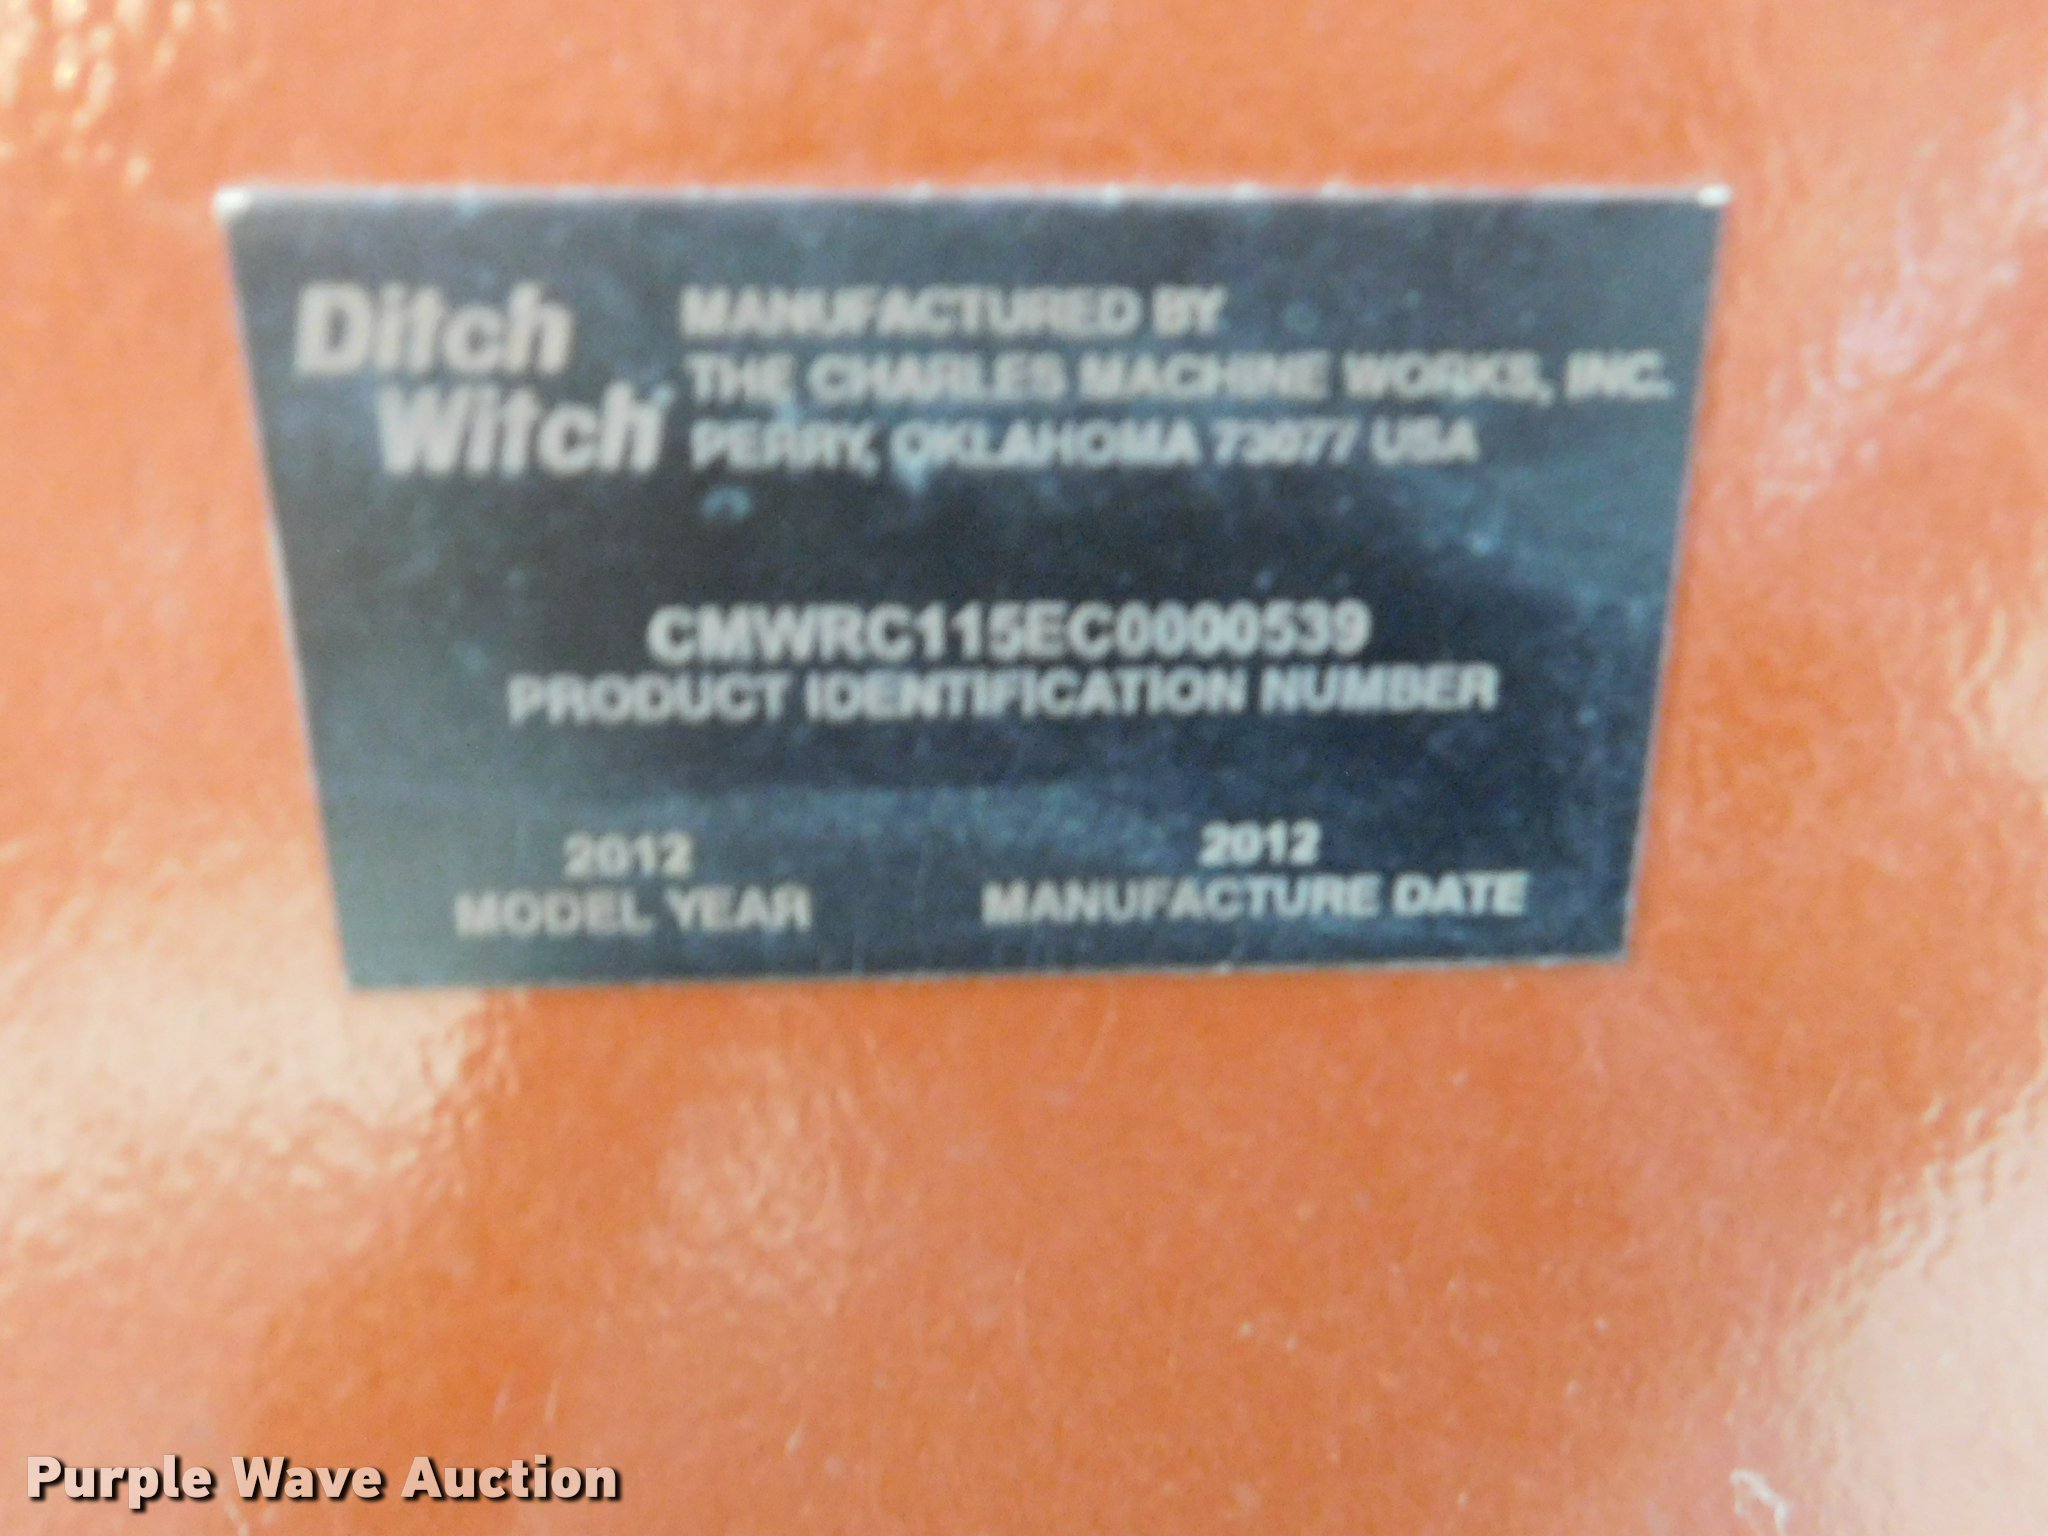 Ditch
Witch
MANUFACTURED BY
THE CHARLES MACHINE WORKS, INC.
PERRY, OKLAHOMA 73077 USA
CMWRC115EC0000539
PRODUCT IDENTIFICATION NUMBER
2012
MODEL YEAR
2012
MANUFACTURE DATE
Purple Wave Auction